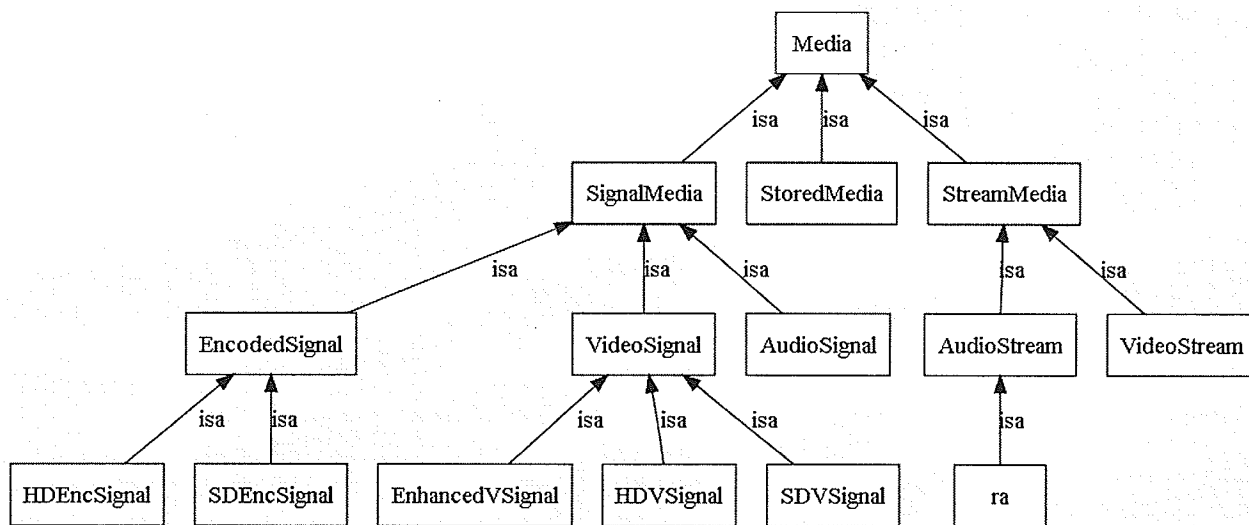 Media
isa isa isa
SignalMedia StoredMedia StreamMedia
isa isa isa isa isa
EncodedSignal VideoSignal AudioSignal AudioStream VideoStream
isa isa isa isa isa isa
HDEncSignal SDEncSignal EnhancedVSignal HDVSignal SDVSignal ra